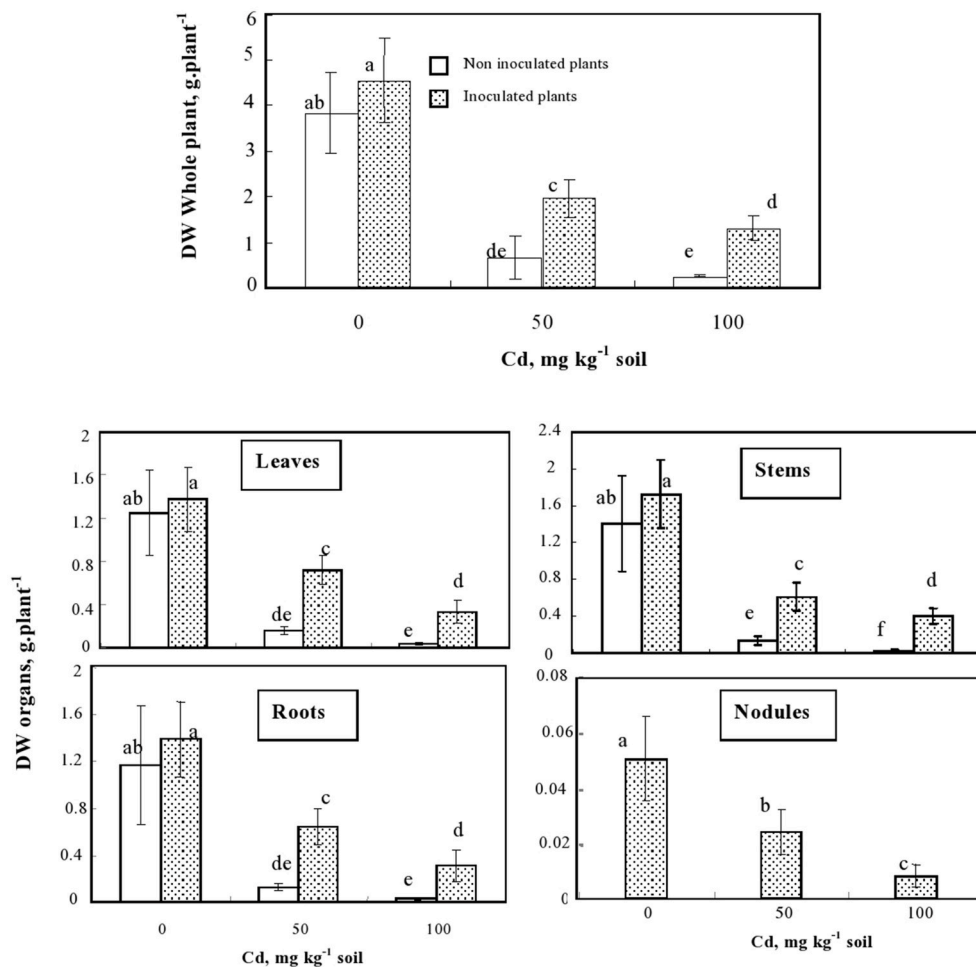 DW Whole plant, g.plant⁻¹
6
5
4
3
2
1
0
Non inoculated plants
Inoculated plants
ab
a
de
c
e
d
0 50 100
Cd, mg kg⁻¹ soil
DW organs, g.plant⁻¹
Leaves
2
1.6
1.2
0.8
0.4
0
ab
a
de
c
e
d
Stems
2.4
2
1.6
1.2
0.8
0.4
0
ab
a
e
c
f
d
Roots
2
1.6
1.2
0.8
0.4
0
ab
a
de
c
e
d
0 50 100
Cd, mg kg⁻¹ soil
Nodules
0.08
0.06
0.04
0.02
0
a
b
c
0 50 100
Cd, mg kg⁻¹ soil